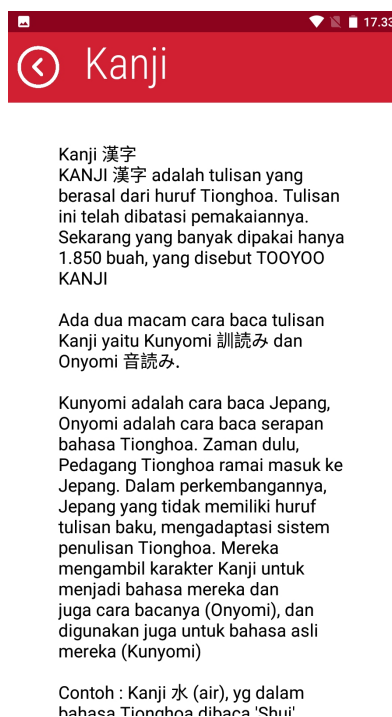 17.33
Kanji
Kanji 漢字
KANJI 漢字 adalah tulisan yang
berasal dari huruf Tionghoa. Tulisan
ini telah dibatasi pemakaiannya.
Sekarang yang banyak dipakai hanya
1.850 buah, yang disebut TOOYOO
KANJI
Ada dua macam cara baca tulisan
Kanji yaitu Kunyomi 訓読み dan
Onyomi 音読み.
Kunyomi adalah cara baca Jepang,
Onyomi adalah cara baca serapan
bahasa Tionghoa. Zaman dulu,
Pedagang Tionghoa ramai masuk ke
Jepang. Dalam perkembangannya,
Jepang yang tidak memiliki huruf
tulisan baku, mengadaptasi sistem
penulisan Tionghoa. Mereka
mengambil karakter Kanji untuk
menjadi bahasa mereka dan
juga cara bacanya (Onyomi), dan
digunakan juga untuk bahasa asli
mereka (Kunyomi)
Contoh : Kanji 水 (air), yg dalam
bahasa Tionghoa dibaca 'Shui'